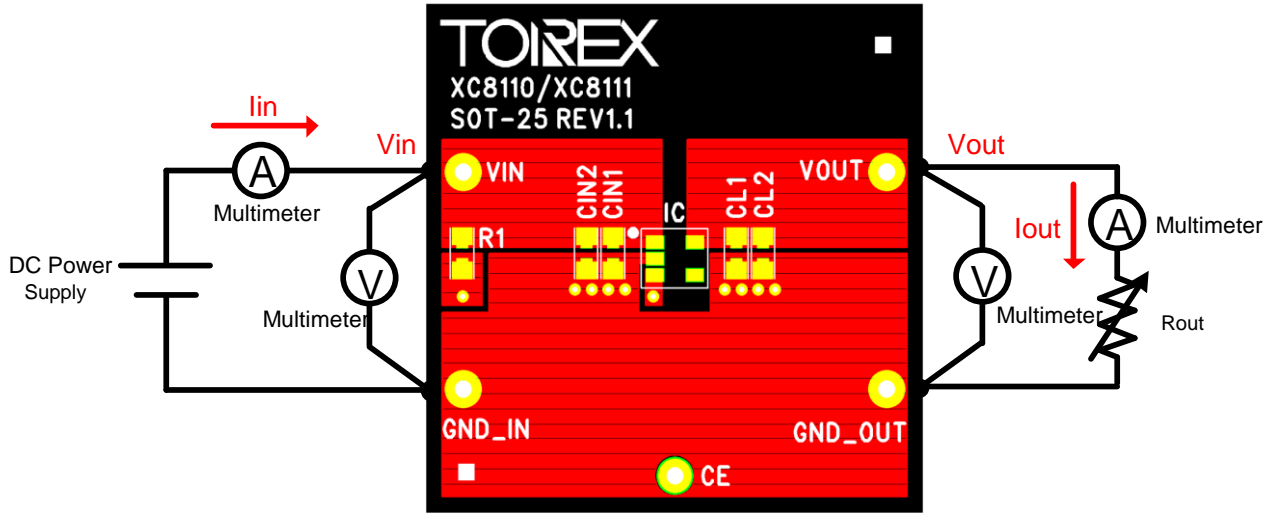 TOREX
XC8110/XC8111
SOT-25 REV1.1
Iin
Vin
A
Multimeter
DC Power
Supply
V
Multimeter
VIN
VOUT
CIN2
CIN1
IC
CL1
CL2
R1
GND_IN
GND_OUT
CE
Vout
Iout
A
Multimeter
V
Multimeter
Rout